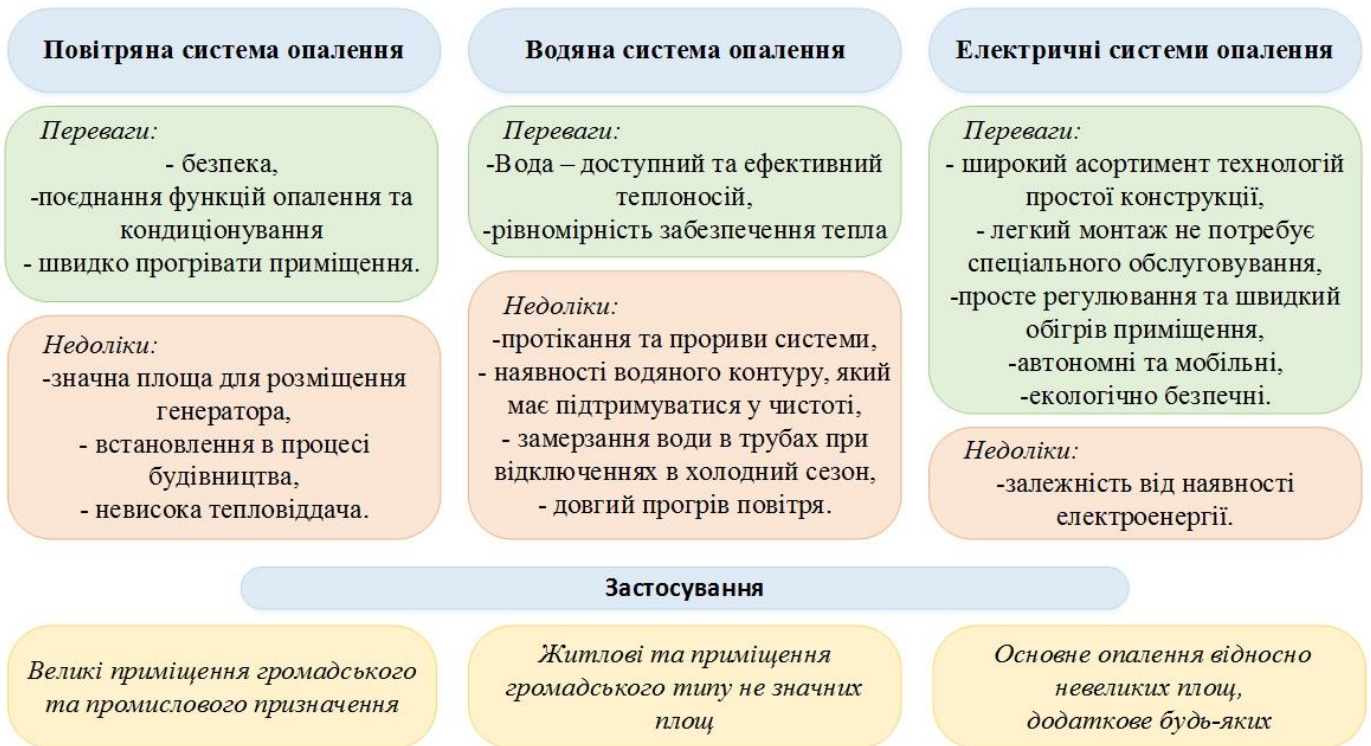 Повітряна система опалення
Переваги:
- безпека,
-поєднання функцій опалення та
кондиціонування
- швидко прогрівати приміщення.
Недоліки:
-значна площа для розміщення
генератора,
- встановлення в процесі
будівництва,
- невисока тепловіддача.
Водяна система опалення
Переваги:
-Вода – доступний та ефективний
теплоносій,
-рівномірність забезпечення тепла
Недоліки:
-протікання та прориви системи,
- наявності водяного контуру, який
має підтримуватися у чистоті,
- замерзання води в трубах при
відключеннях в холодний сезон,
- довгий прогрів повітря.
Електричні системи опалення
Переваги:
- широкий асортимент технологій
простої конструкції,
- легкий монтаж не потребує
спеціального обслуговування,
-просте регулювання та швидкий
обігрів приміщення,
-автономні та мобільні,
-екологічно безпечні.
Недоліки:
-залежність від наявності
електроенергії.
Застосування
Великі приміщення громадського
та промислового призначення
Житлові та приміщення
громадського типу не значних
площ
Основне опалення відносно
невеликих площ,
додаткове будь-яких